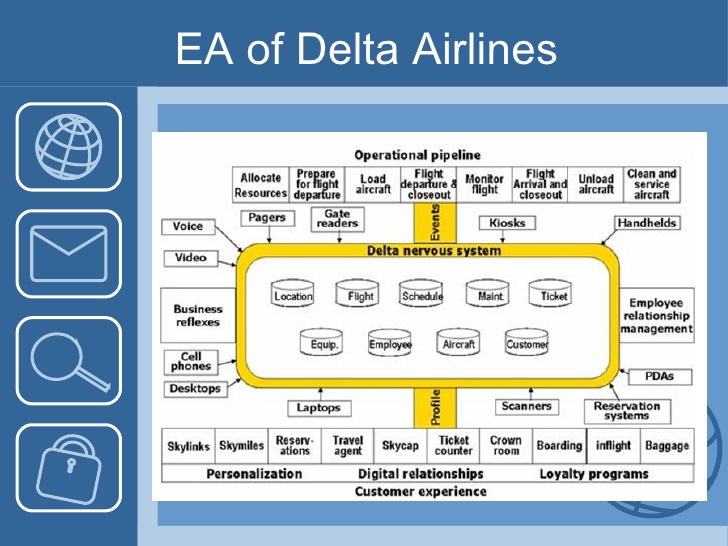 EA of Delta Airlines
Operational pipeline
Allocate
Resources
Prepare
for flight
departure
Load
aircraft
Flight
departure &
closeout
Monitor
flight
Flight
Arrival and
closeout
Unload
aircraft
Clean and
service
aircraft
Events
Voice
Pagers
Gate
readers
Kiosks
Handhelds
Video
Delta nervous system
Location
Flight
Schedule
Maint.
Ticket
Business
reflexes
Employee
relationship
management
Equip.
Employee
Aircraft
Customer
Cell
phones
Desktops
PDAs
Laptops
Profile
Scanners
Reservation
systems
Skylinks
Skymiles
Reserv-
ations
Travel
agent
Skycap
Ticket
counter
Crown
room
Boarding
inflight
Baggage
Personalization
Digital relationships
Loyalty programs
Customer experience